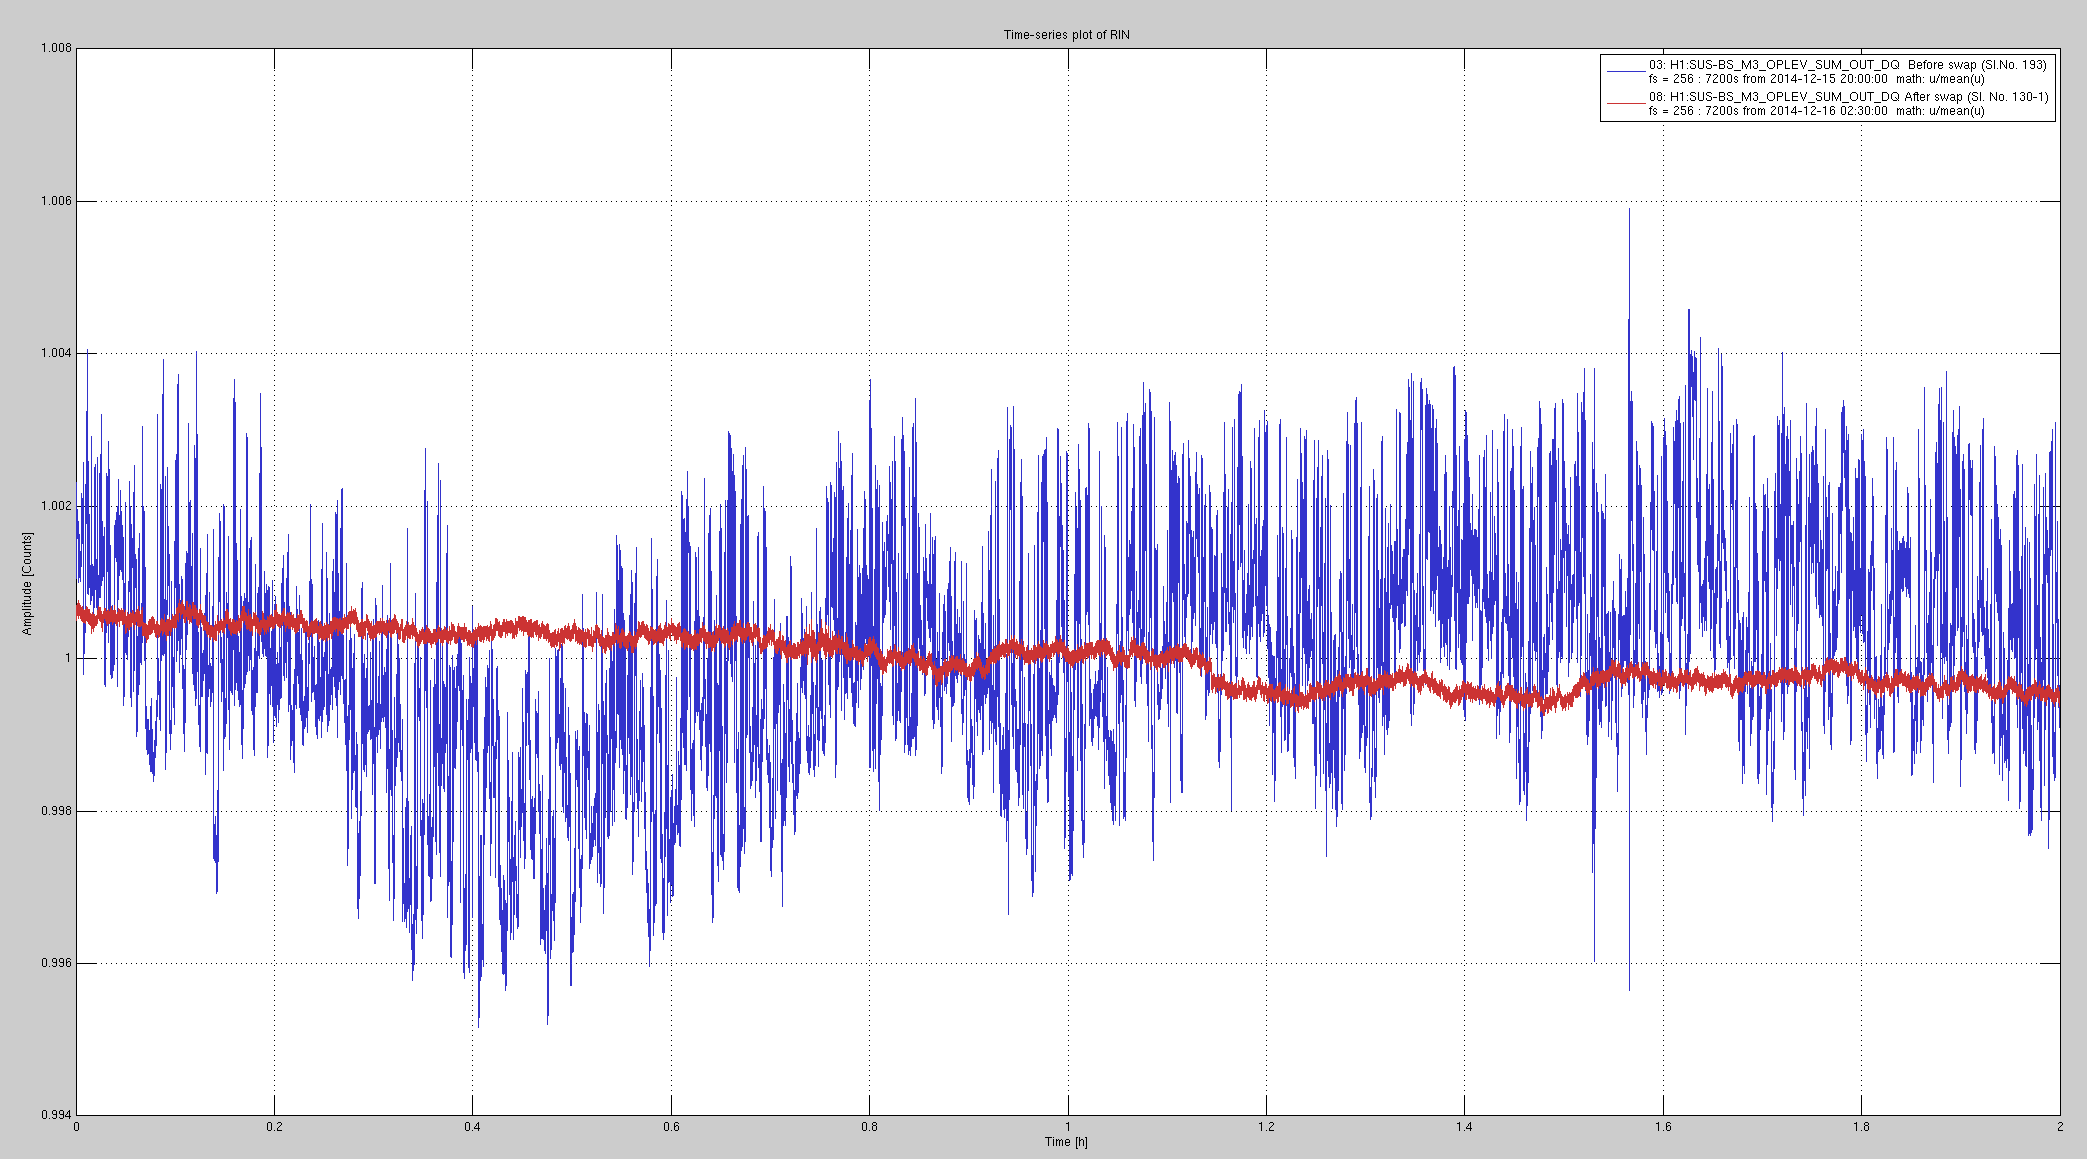 Time-series plot of RIN
03: H1:SUS-BS_M3_OPLEV_SUM_OUT_DQ  Before swap (Sl.No. 193)
fs = 256 : 7200s from 2014-12-15 20:00:00  math: u/mean(u)
08: H1:SUS-BS_M3_OPLEV_SUM_OUT_DQ After swap (Sl. No. 130-1)
fs = 256 : 7200s from 2014-12-16 02:30:00  math: u/mean(u)
Amplitude [Counts]
1.008
1.006
1.004
1.002
1
0.998
0.996
0.994
0 0.2 0.4 0.6 0.8 1 1.2 1.4 1.6 1.8 2
Time [h]